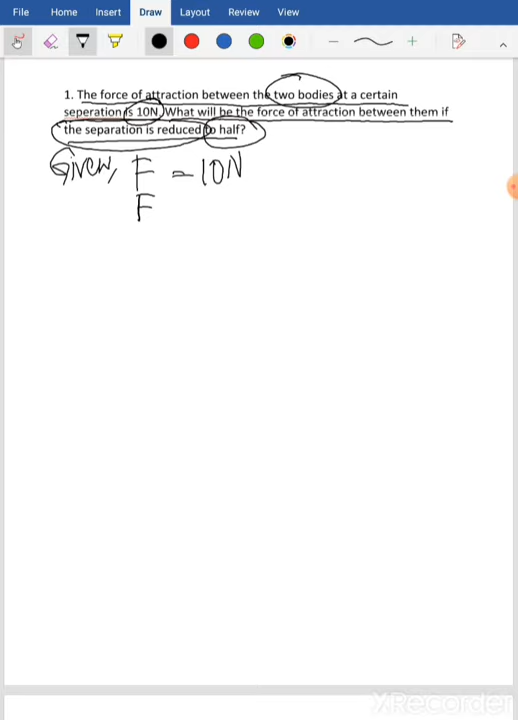 File Home Insert Draw Layout Review View
1. The force of attraction between the two bodies at a certain
seperation is 10N. What will be the force of attraction between them if
the separation is reduced to half?
Given, F = 10N
F
XRecorder